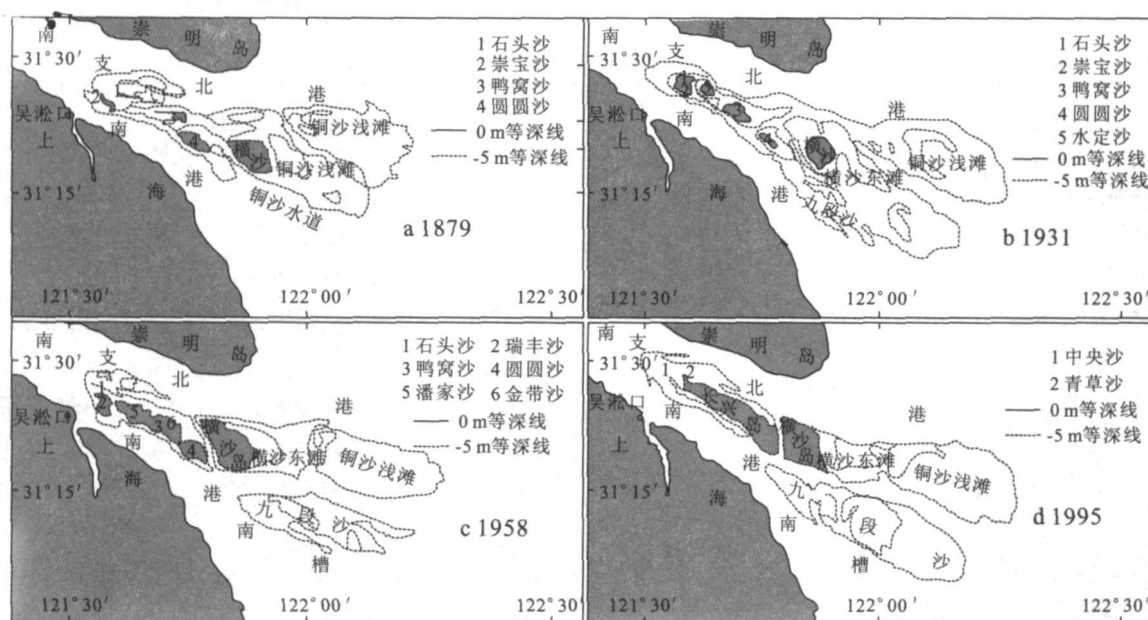 南 崇 明 岛
31°30′
支 北 港
吴淞口
上 海
南 港
2
4
横沙
铜沙浅滩
铜沙浅滩
铜沙水道
31°15′
1 石头沙
2 崇宝沙
3 鸭窝沙
4 圆圆沙
0 m等深线
-5 m等深线
a 1879
121°30′ 122°00′
南 崇 明 岛
31°30′
支 北 港
吴淞口
上 海
南 港
3
4
横沙
横沙东滩
铜沙浅滩
九段沙
31°15′
1 石头沙
2 崇宝沙
3 鸭窝沙
4 圆圆沙
5 水定沙
0 m等深线
-5 m等深线
b 1931
121°30′ 122°00′ 122°30′
南 支 崇 明 岛
31°30′
北 港
吴淞口
上 海
南 港
1
2
5
3 6
4
横沙岛
横沙东滩
铜沙浅滩
九段沙
南 槽
31°15′
1 石头沙 2 瑞丰沙
3 鸭窝沙 4 圆圆沙
5 潘家沙 6 金带沙
0 m等深线
-5 m等深线
c 1958
121°30′ 122°00′
南 支 崇 明 岛
31°30′
北 港
吴淞口
上 海
南 港
1 2
长兴岛
横沙岛
横沙东滩
铜沙浅滩
九段沙
南 槽
31°15′
1 中央沙
2 青草沙
0 m等深线
-5 m等深线
d 1995
121°30′ 122°00′ 122°30′